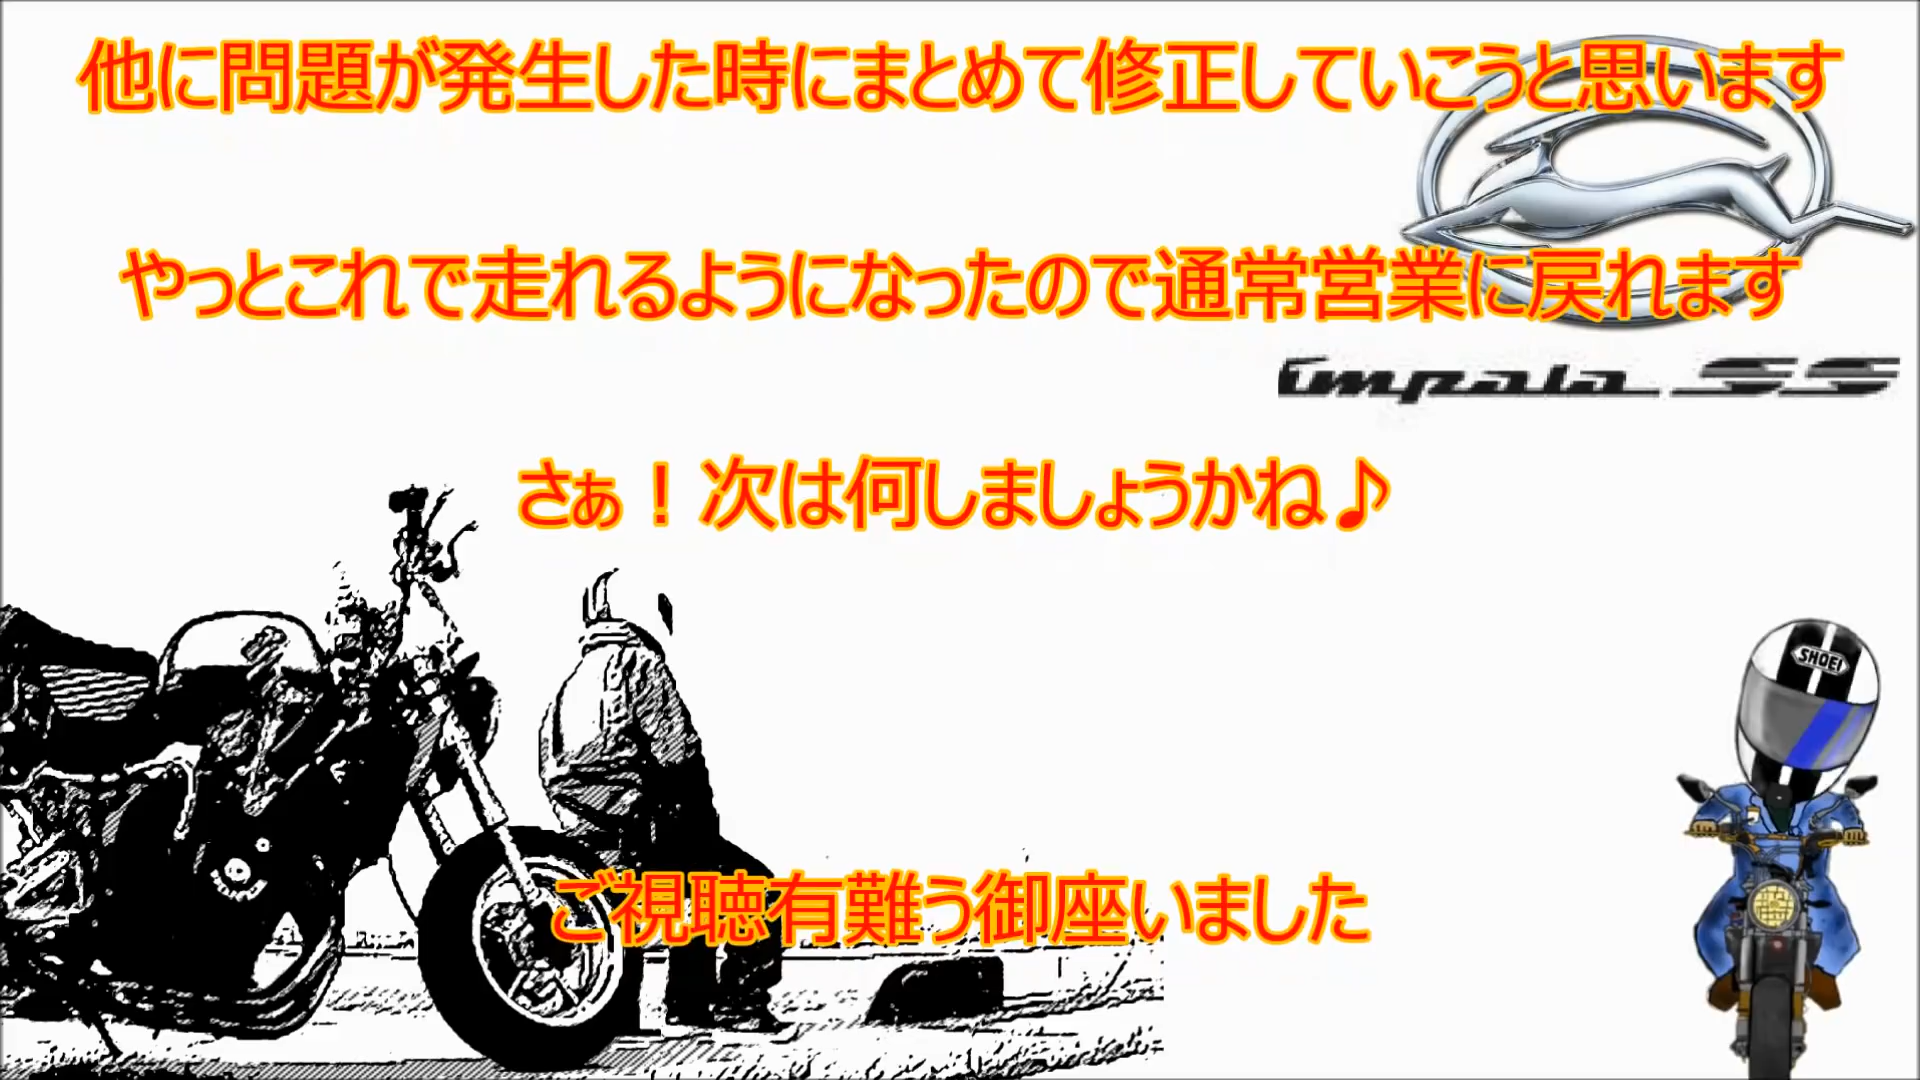 他に問題が発生した時にまとめて修正していこうと思います
やっとこれで走れるようになったので通常営業に戻れます
impala SS
さぁ！次は何しましょうかね♪
SHOEI
ご視聴有難う御座いました